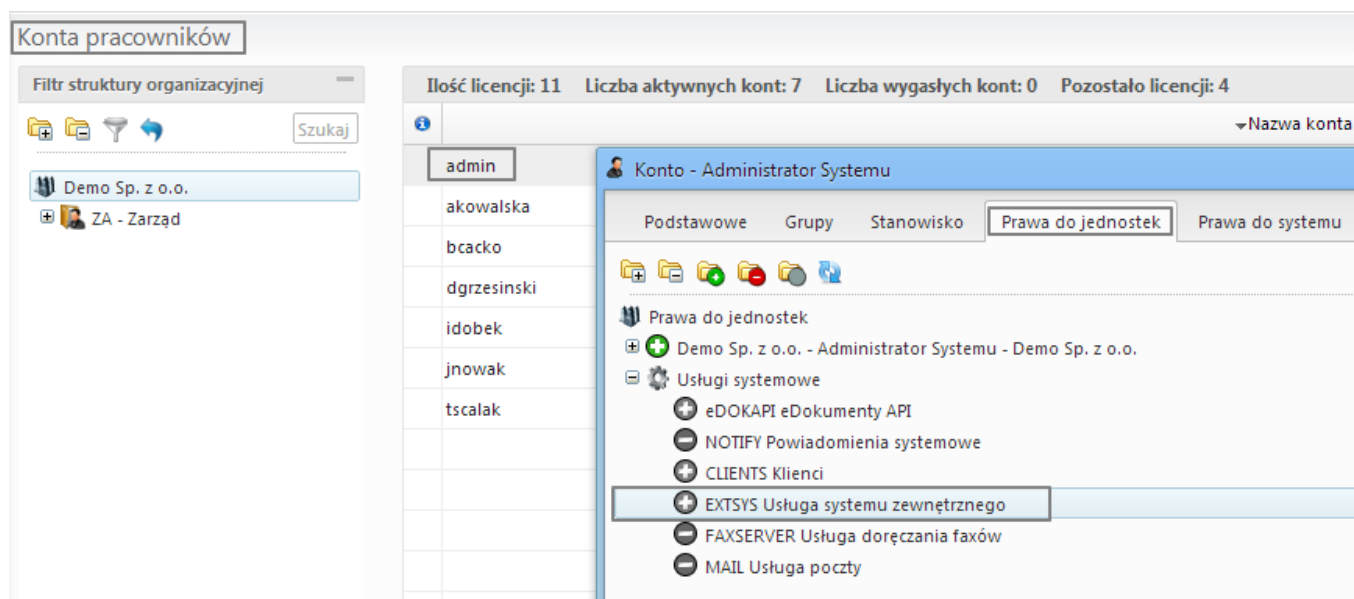 Konta pracowników
Filtr struktury organizacyjnej
Szukaj
Demo Sp. z o.o.
ZA - Zarząd
Ilość licencji: 11 Liczba aktywnych kont: 7 Liczba wygasłych kont: 0 Pozostało licencji: 4
Nazwa konta
admin
akowalska
bcacko
dgrzesinski
idobek
jnowak
tscalak
Konto - Administrator Systemu
Podstawowe Grupy Stanowisko Prawa do jednostek Prawa do systemu
Prawa do jednostek
Demo Sp. z o.o. - Administrator Systemu - Demo Sp. z o.o.
Usługi systemowe
eDOKAPI eDokumenty API
NOTIFY Powiadomienia systemowe
CLIENTS Klienci
EXTSYS Usługa systemu zewnętrznego
FAXSERVER Usługa doręczania faxów
MAIL Usługa poczty